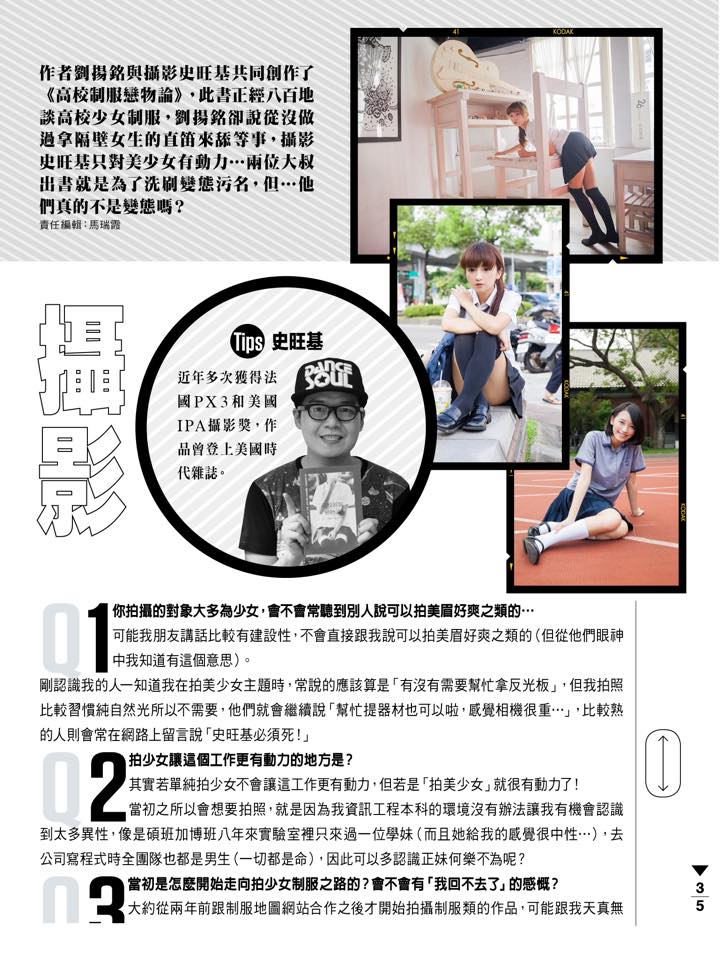 作者劉揚銘與攝影史旺基共同創作了
《高校制服戀物論》，此書正經八百地
談高校少女制服，劉揚銘卻說從沒做
過拿隔壁女生的直笛來舔等事，攝影
史旺基只對美少女有動力…兩位大叔
出書就是為了洗刷變態污名，但…他
們真的不是變態嗎？
責任編輯：馬瑞霞
41 KODAK
41
KODAK
41
KODAK
攝影
Tips 史旺基
近年多次獲得法
國PX3和美國
IPA攝影獎，作
品曾登上美國時
代雜誌。
DANCE
SOUL
Q1 你拍攝的對象大多為少女，會不會常聽到別人說可以拍美眉好爽之類的…
可能我朋友講話比較有建設性，不會直接跟我說可以拍美眉好爽之類的（但從他們眼神
中我知道有這個意思）。
剛認識我的人一知道我在拍美少女主題時，常說的應該算是「有沒有需要幫忙拿反光板」，但我拍照
比較習慣純自然光所以不需要，他們就會繼續說「幫忙提器材也可以啦，感覺相機很重…」，比較熟
的人則會常在網路上留言說「史旺基必須死！」
Q2 拍少女讓這個工作更有動力的地方是？
其實若單純拍少女不會讓這工作更有動力，但若是「拍美少女」就很有動力了！
當初之所以會想要拍照，就是因為我資訊工程本科的環境沒有辦法讓我有機會認識
到太多異性，像是碩班加博班八年來實驗室裡只來過一位學妹（而且她給我的感覺很中性…），去
公司寫程式時全團隊也都是男生（一切都是命），因此可以多認識正妹何樂不為呢？
Q3 當初是怎麼開始走向拍少女制服之路的？會不會有「我回不去了」的感慨？
大約從兩年前跟制服地圖網站合作之後才開始拍攝制服類的作品，可能跟我天真無
3
5